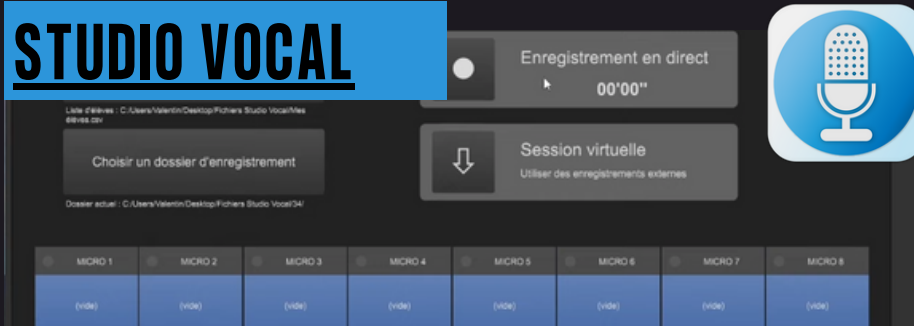 STUDIO VOCAL
Enregistrement en direct
00'00"
Liste d'élèves : C:/Users/Valentin/Desktop/Fichiers Studio Vocal/Mes
élèves.csv
Choisir un dossier d'enregistrement
Session virtuelle
Utiliser des enregistrements externes
Dossier actuel : C:/Users/Valentin/Desktop/Fichiers Studio Vocal/34/
MICRO 1 MICRO 2 MICRO 3 MICRO 4 MICRO 5 MICRO 6 MICRO 7 MICRO 8
(vide) (vide) (vide) (vide) (vide) (vide) (vide) (vide)